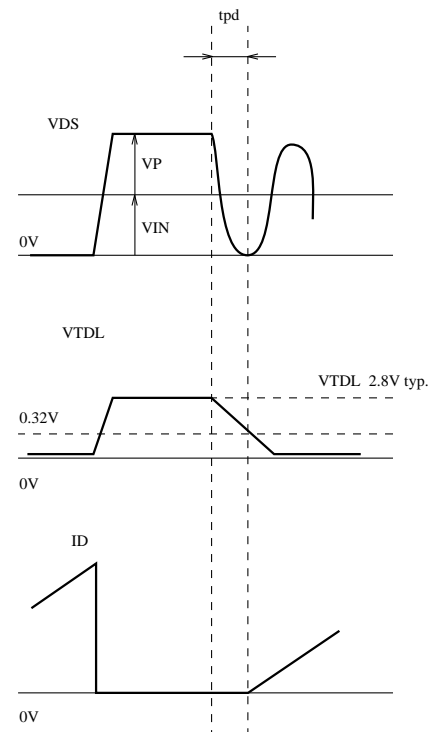 tpd
VDS
VP
VIN
0V
VTDL
VTDL 2.8V typ.
0.32V
0V
ID
0V